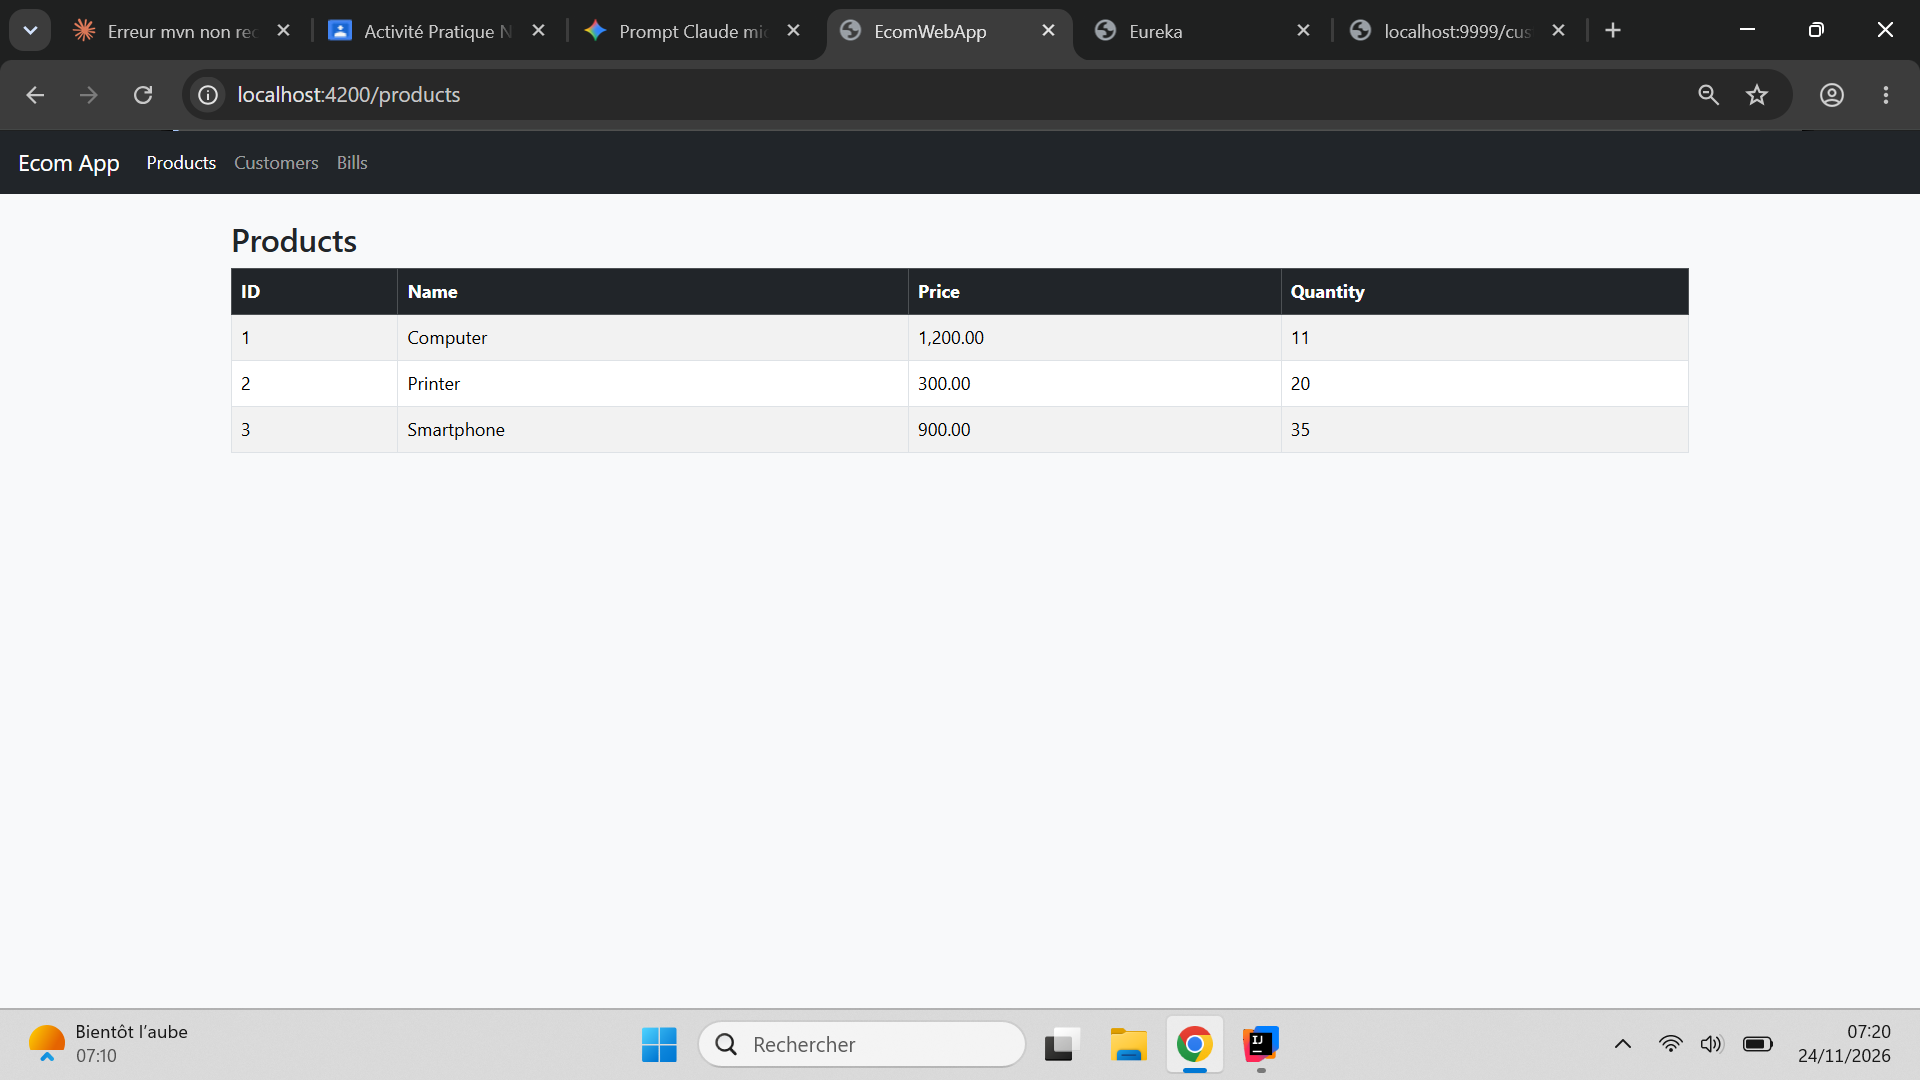 Erreur mvn non rec
Activité Pratique N
Prompt Claude mi
EcomWebApp
Eureka
localhost:9999/cus
localhost:4200/products
Ecom App Products Customers Bills
Products
ID Name Price Quantity
1 Computer 1,200.00 11
2 Printer 300.00 20
3 Smartphone 900.00 35
Bientôt l'aube
07:10
Rechercher
07:20
24/11/2026